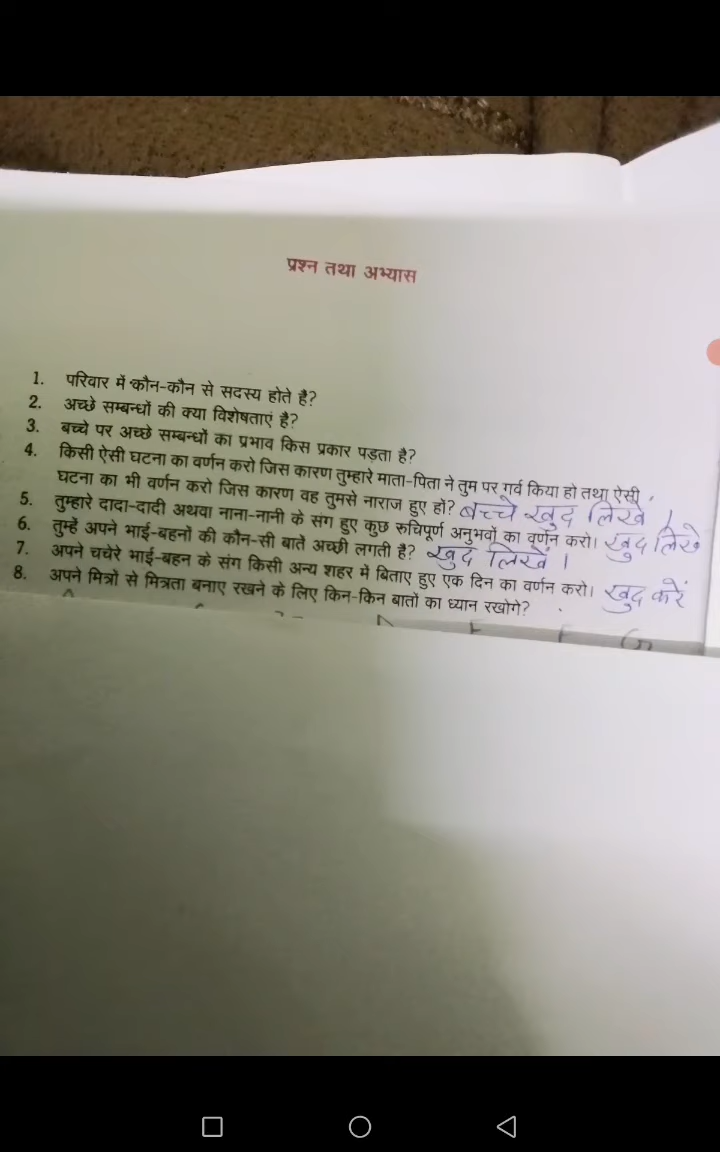 प्रश्न तथा अभ्यास
1. परिवार में कौन-कौन से सदस्य होते है?
2. अच्छे सम्बन्धों की क्या विशेषताएं है?
3. बच्चे पर अच्छे सम्बन्धों का प्रभाव किस प्रकार पड़ता है?
4. किसी ऐसी घटना का वर्णन करो जिस कारण तुम्हारे माता-पिता ने तुम पर गर्व किया हो तथा ऐसी
घटना का भी वर्णन करो जिस कारण वह तुमसे नाराज हुए हों? बच्चे खुद लिखे।
5. तुम्हारे दादा-दादी अथवा नाना-नानी के संग हुए कुछ रुचिपूर्ण अनुभवों का वर्णन करो। खुद लिखे
6. तुम्हें अपने भाई-बहनों की कौन-सी बातें अच्छी लगती है? खुद लिखें।
7. अपने चचेरे भाई-बहन के संग किसी अन्य शहर में बिताए हुए एक दिन का वर्णन करो। खुद करें
8. अपने मित्रों से मित्रता बनाए रखने के लिए किन-किन बातों का ध्यान रखोगे?